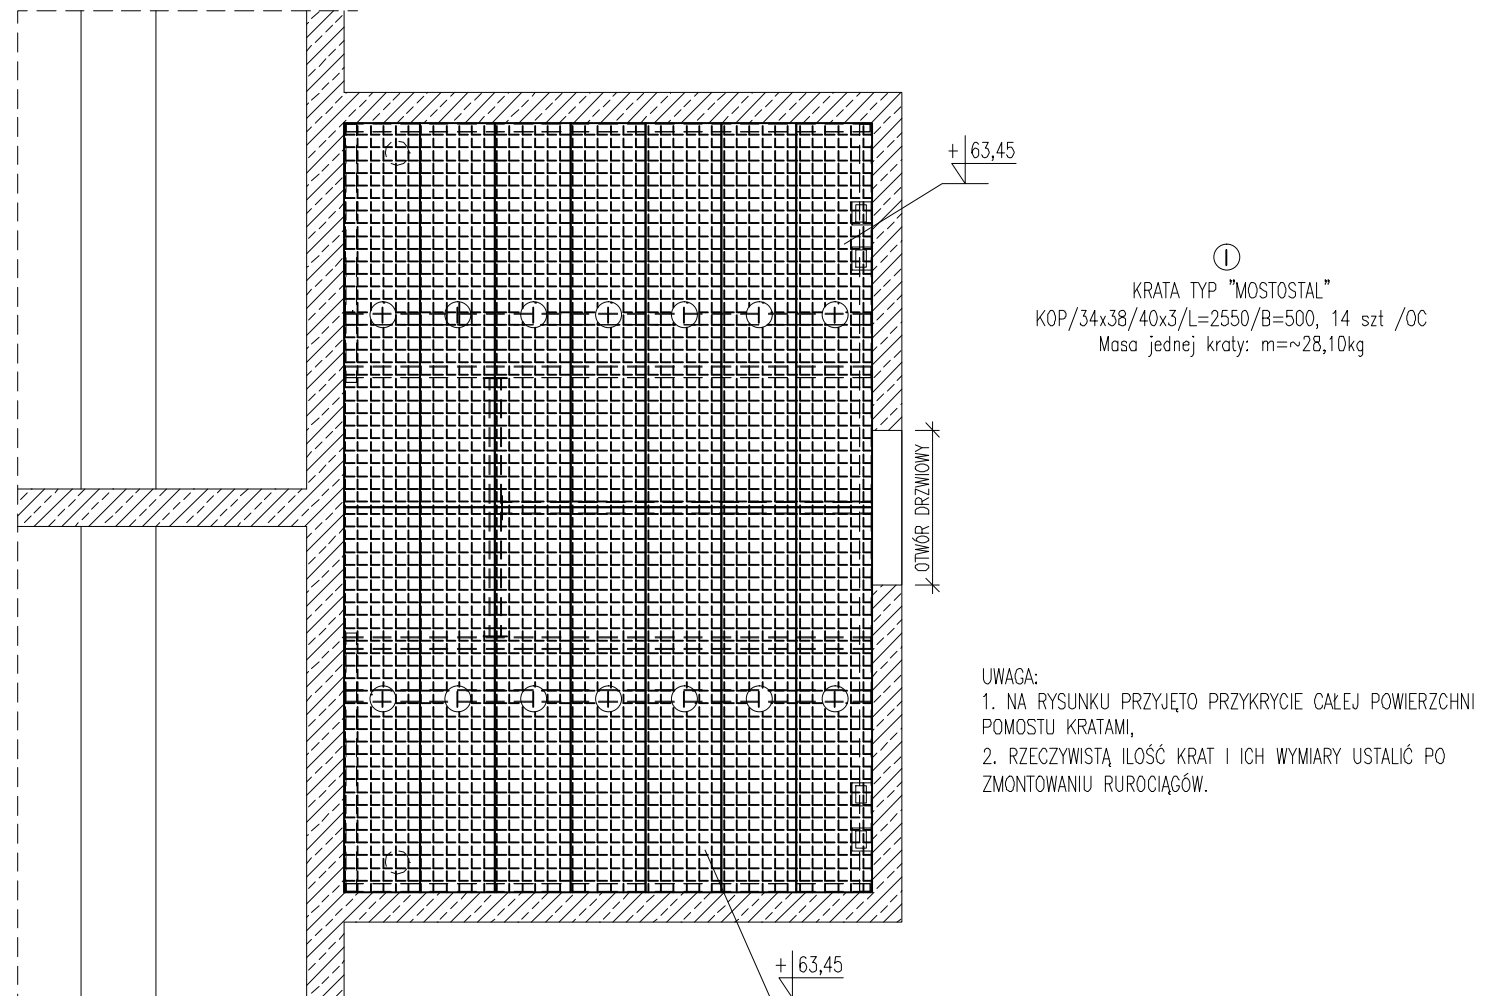 + 63,45
I
KRATA TYP "MOSTOSTAL"
KOP/34x38/40x3/L=2550/B=500, 14 szt /OC
Masa jednej kraty: m=~28,10kg
I I I I I I I
OTWÓR DRZWIOWY
UWAGA:
1. NA RYSUNKU PRZYJĘTO PRZYKRYCIE CAŁEJ POWIERZCHNI
POMOSTU KRATAMI,
2. RZECZYWISTĄ ILOŚĆ KRAT I ICH WYMIARY USTALIĆ PO
ZMONTOWANIU RUROCIĄGÓW.
I I I I I I I
+ 63,45